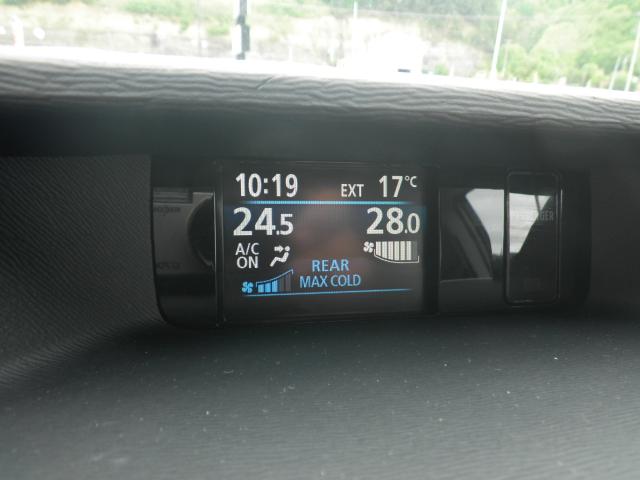 10:19 EXT 17°C
24.5 28.0
A/C
ON
REAR
MAX COLD